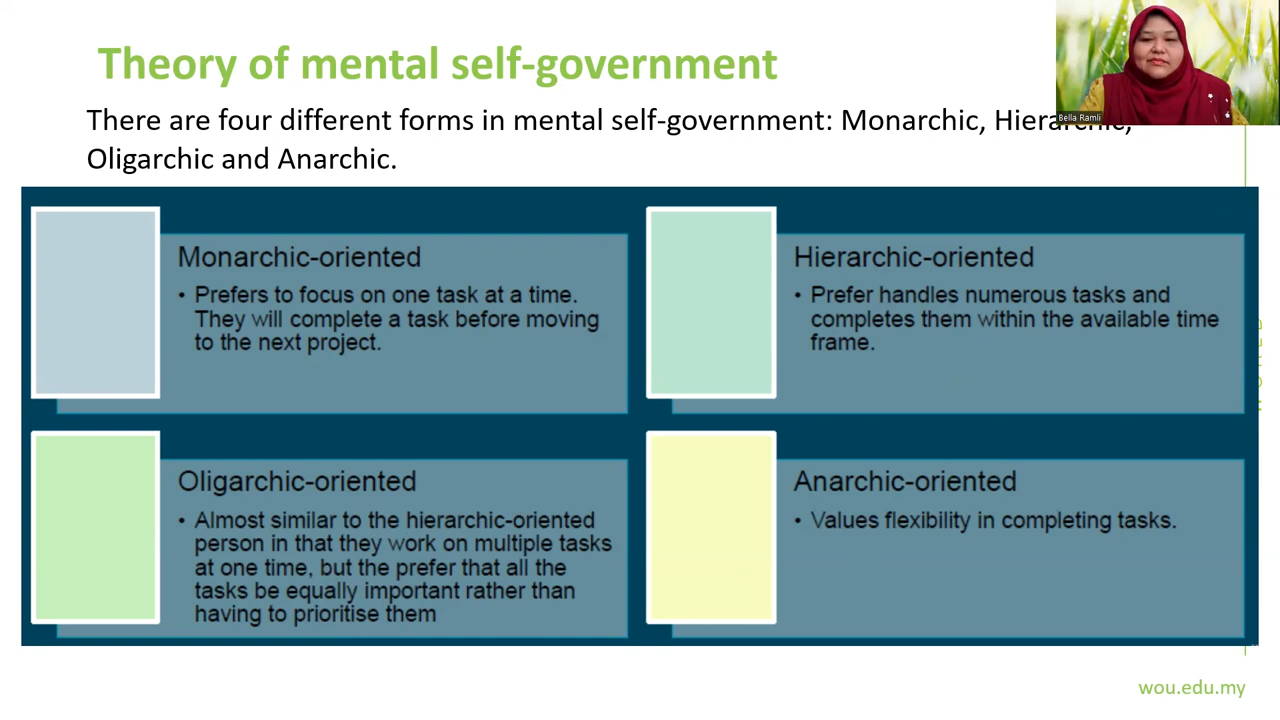 Theory of mental self-government
Bella Ramli
There are four different forms in mental self-government: Monarchic, Hierarchic,
Oligarchic and Anarchic.
Monarchic-oriented
• Prefers to focus on one task at a time.
They will complete a task before moving
to the next project.
Hierarchic-oriented
• Prefer handles numerous tasks and
completes them within the available time
frame.
Oligarchic-oriented
• Almost similar to the hierarchic-oriented
person in that they work on multiple tasks
at one time, but the prefer that all the
tasks be equally important rather than
having to prioritise them
Anarchic-oriented
• Values flexibility in completing tasks.
wou.edu.my